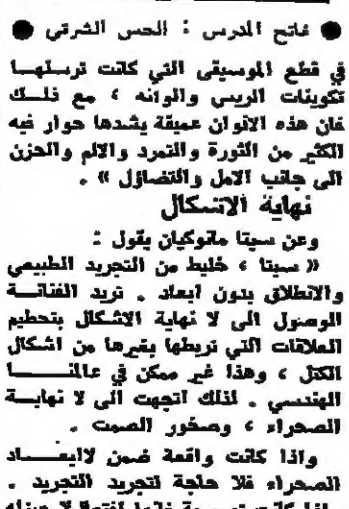 ● فاتح المدرس : الحس الشرقي ●
في قطع الموسيقى التي كانت ترسلها
تكوينات الريس والوانه ، مع ذلك
فان هذه الالوان عميقة يشدها حوار فيه
الكثير من الثورة والتمرد والالم والحزن
الى جانب الامل والتفاؤل » .
نهاية الاشكال
وعن سيتا مانوكيان يقول :
« سيتا ، خليط من التجريد الطبيعي
والانطلاق بدون ابعاد . تريد الفنانة
الوصول الى لا نهاية الاشكال بتحطيم
العلاقات التي تربطها بغيرها من اشكال
الكتل ، وهذا غير ممكن في عالمنا
الهندسي . لذلك اتجهت الى لا نهاية
الصحراء ، وصخور الصمت .
واذا كانت واقعة ضمن لاابعاد
الصحراء فلا حاجة لتجريد التجريد .